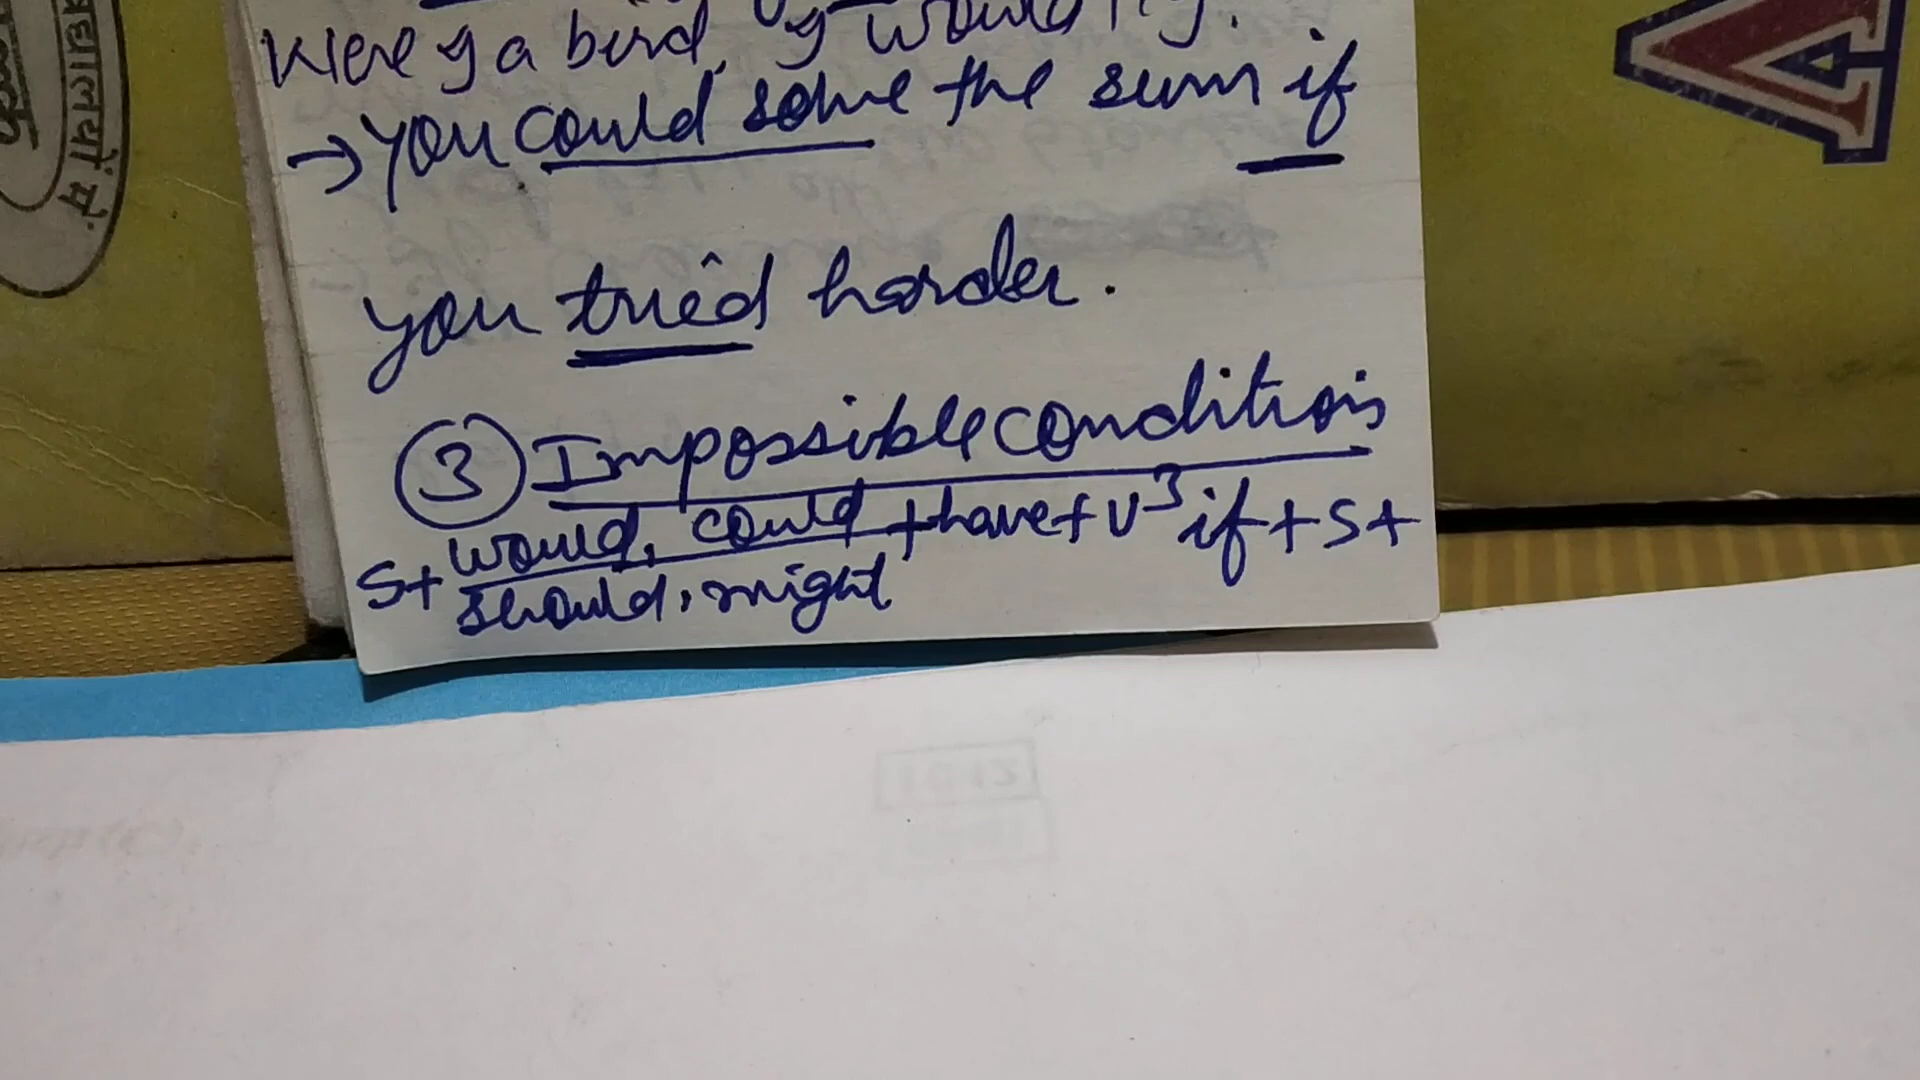 Were I a bird, I would fly.
→ You could solve the sum if
you tried harder.
③ Impossible conditions
S+ would, could +have+V³ if+S+
should, might
V
हालयों में